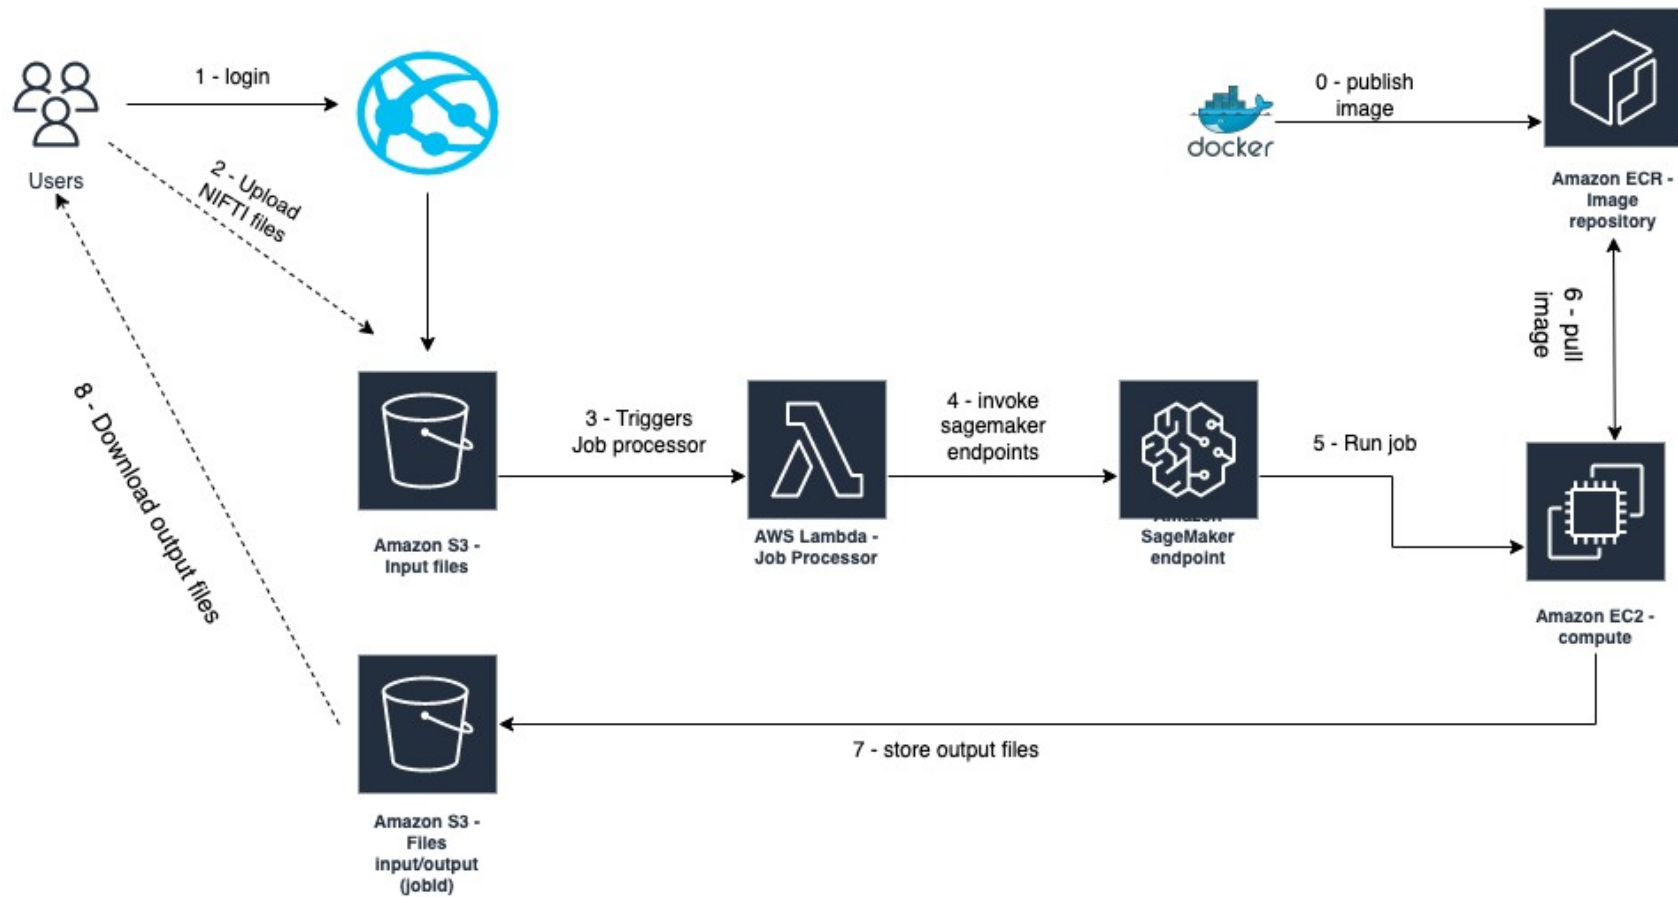 1 - login
0 - publish
image
docker
Users
2 - Upload
NIFTI files
Amazon ECR -
Image
repository
6 - pull
image
3 - Triggers
Job processor
4 - invoke
sagemaker
endpoints
5 - Run job
8 - Download output files
Amazon S3 -
Input files
AWS Lambda -
Job Processor
Amazon
SageMaker
endpoint
Amazon EC2 -
compute
7 - store output files
Amazon S3 -
Files
input/output
(jobId)